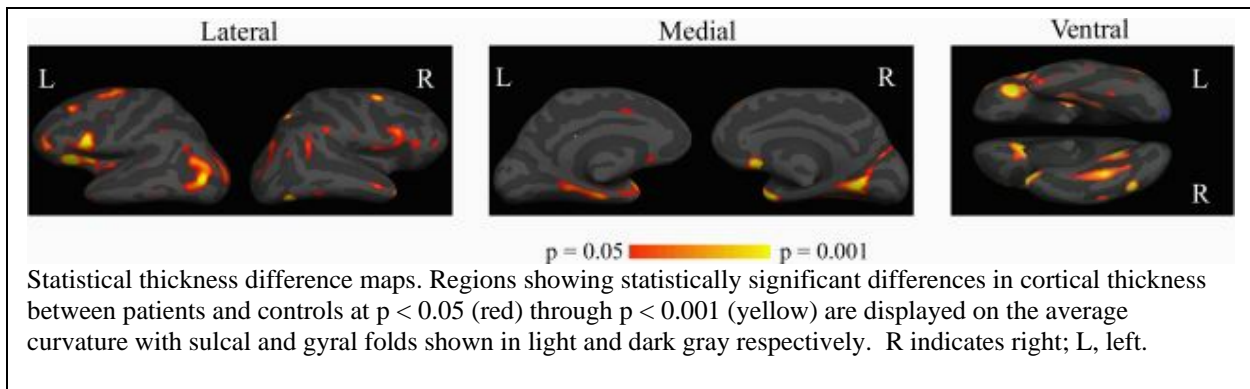 Lateral Medial Ventral
L R L R L
R
p = 0.05 p = 0.001
Statistical thickness difference maps. Regions showing statistically significant differences in cortical thickness
between patients and controls at p < 0.05 (red) through p < 0.001 (yellow) are displayed on the average
curvature with sulcal and gyral folds shown in light and dark gray respectively. R indicates right; L, left.